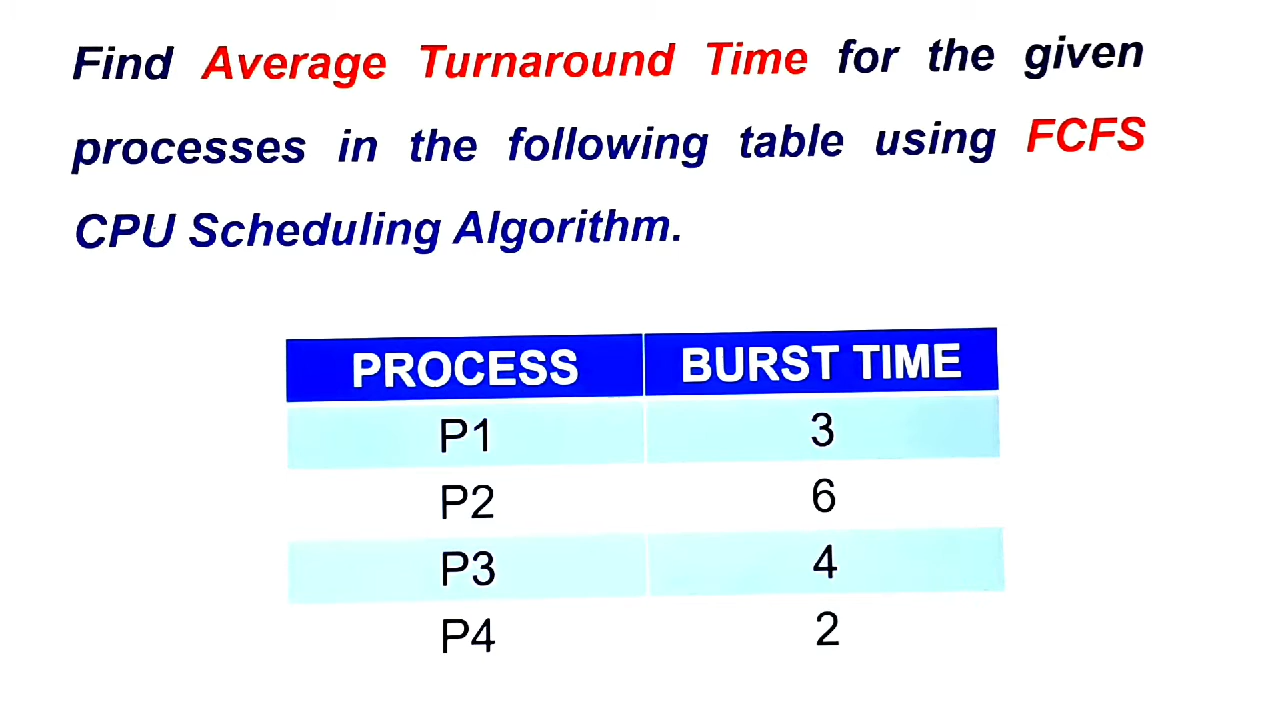 Find Average Turnaround Time for the given
processes in the following table using FCFS
CPU Scheduling Algorithm.
PROCESS BURST TIME
P1 3
P2 6
P3 4
P4 2